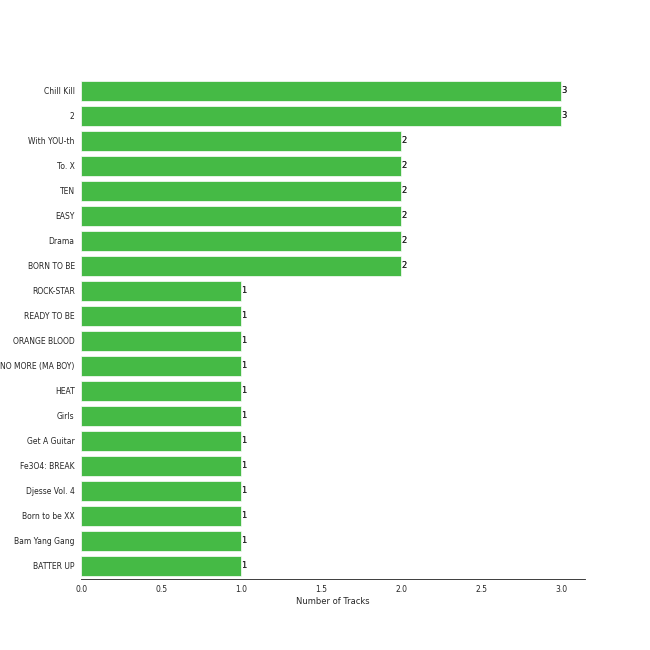 Chill Kill 3
2 3
With YOU-th 2
To. X 2
TEN 2
EASY 2
Drama 2
BORN TO BE 2
ROCK-STAR 1
READY TO BE 1
ORANGE BLOOD 1
NO MORE (MA BOY) 1
HEAT 1
Girls 1
Get A Guitar 1
Fe3O4: BREAK 1
Djesse Vol. 4 1
Born to be XX 1
Bam Yang Gang 1
BATTER UP 1
0.0 0.5 1.0 1.5 2.0 2.5 3.0
Number of Tracks